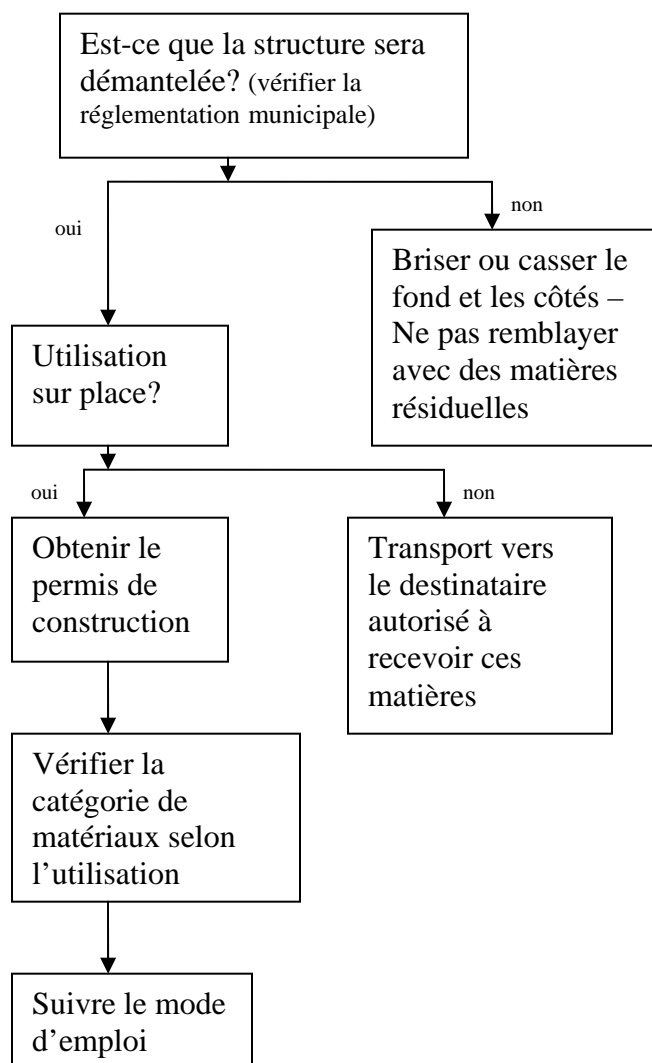 Est-ce que la structure sera
démantelée? (vérifier la
réglementation municipale)
oui
non
Briser ou casser le
fond et les côtés –
Ne pas remblayer
avec des matières
résiduelles
Utilisation
sur place?
oui
non
Obtenir le
permis de
construction
Transport vers
le destinataire
autorisé à
recevoir ces
matières
Vérifier la
catégorie de
matériaux selon
l’utilisation
Suivre le mode
d’emploi